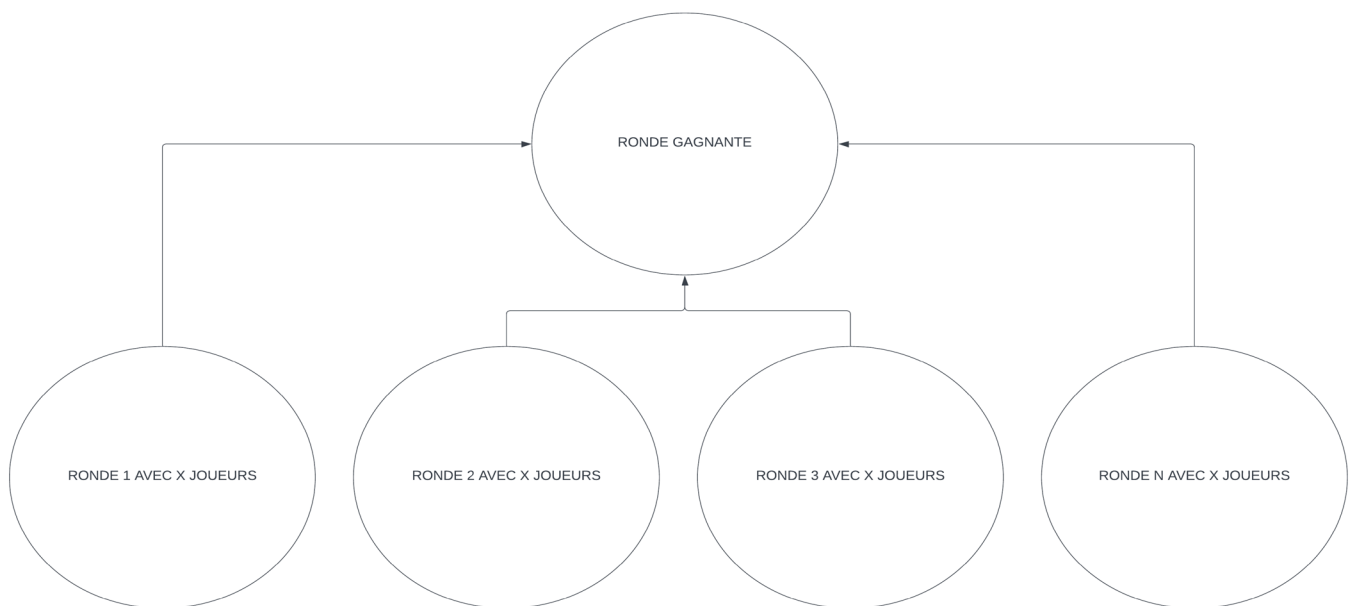 RONDE GAGNANTE
RONDE 1 AVEC X JOUEURS
RONDE 2 AVEC X JOUEURS
RONDE 3 AVEC X JOUEURS
RONDE N AVEC X JOUEURS